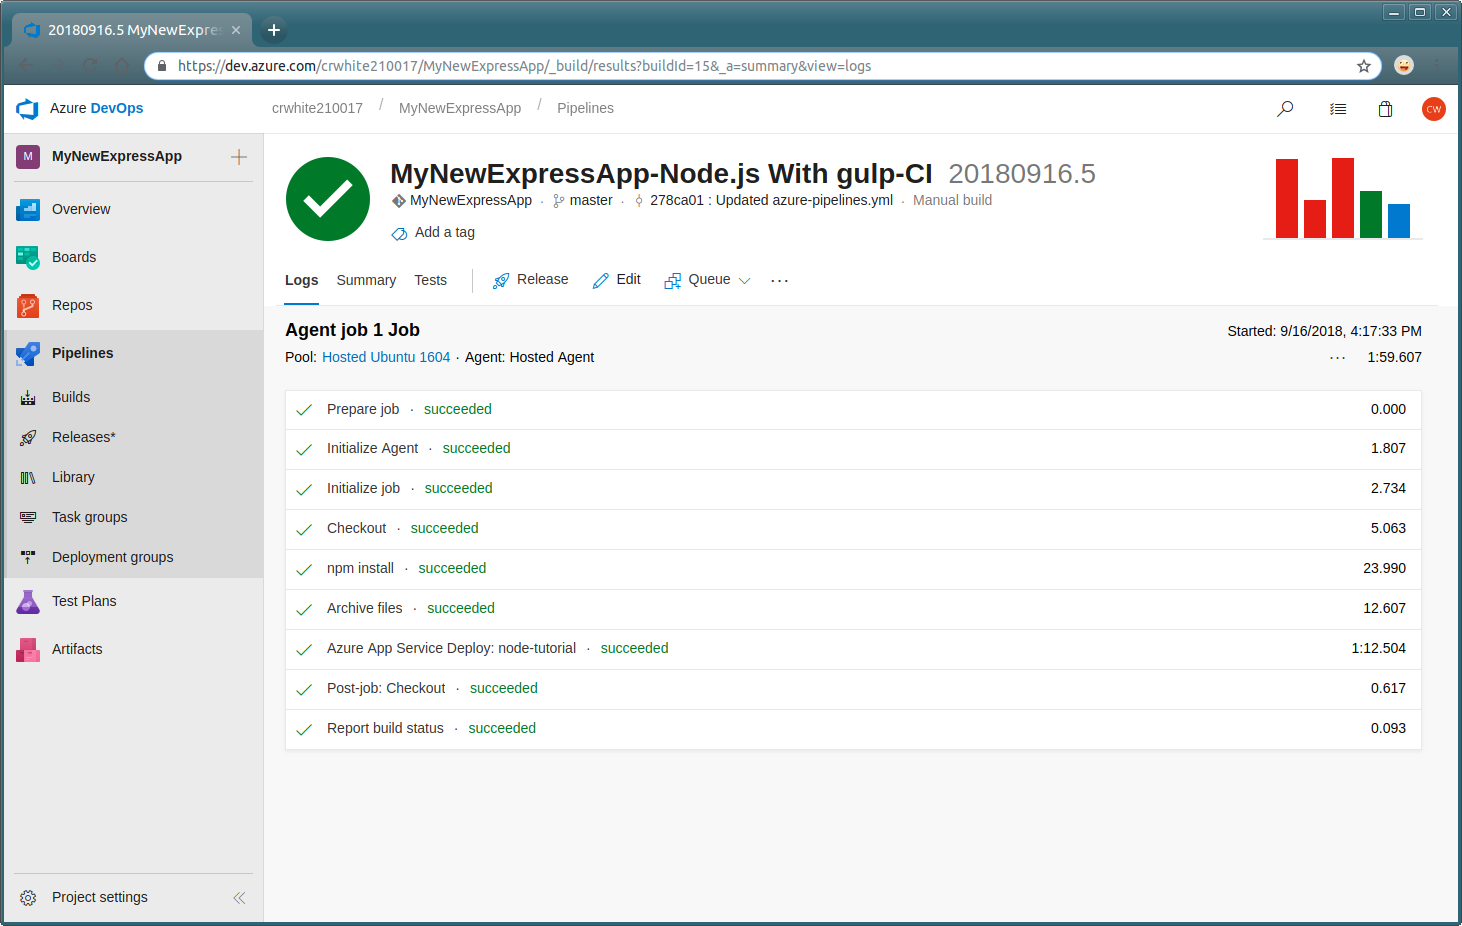 20180916.5 MyNewExpres
https://dev.azure.com/crwhite210017/MyNewExpressApp/_build/results?buildId=15&_a=summary&view=logs
Azure DevOps
crwhite210017 / MyNewExpressApp / Pipelines
CW
M MyNewExpressApp
Overview
Boards
Repos
Pipelines
Builds
Releases*
Library
Task groups
Deployment groups
Test Plans
Artifacts
Project settings
MyNewExpressApp-Node.js With gulp-CI 20180916.5
MyNewExpressApp · master · 278ca01 : Updated azure-pipelines.yml · Manual build
Add a tag
Logs Summary Tests Release Edit Queue ...
Agent job 1 Job
Started: 9/16/2018, 4:17:33 PM
Pool: Hosted Ubuntu 1604 · Agent: Hosted Agent
... 1:59.607
Prepare job · succeeded 0.000
Initialize Agent · succeeded 1.807
Initialize job · succeeded 2.734
Checkout · succeeded 5.063
npm install · succeeded 23.990
Archive files · succeeded 12.607
Azure App Service Deploy: node-tutorial · succeeded 1:12.504
Post-job: Checkout · succeeded 0.617
Report build status · succeeded 0.093